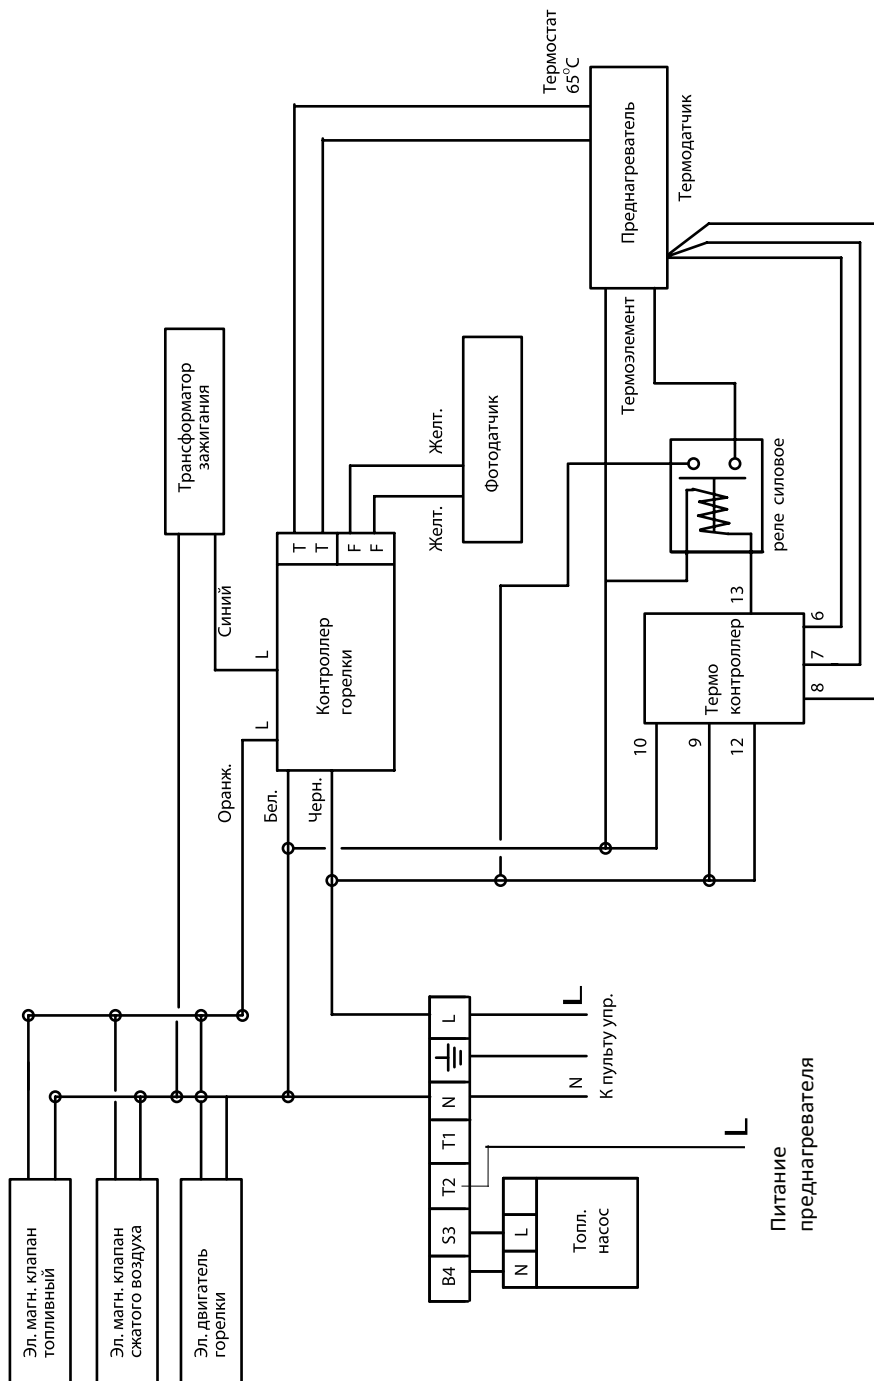 Эл. магн. клапан
топливный
Эл. магн. клапан
сжатого воздуха
Эл. двигатель
горелки
Трансформатор
зажигания
Синий
L
L
Оранж.
Бел.
Черн.
Контроллер
горелки
T
T
F
F
Желт.
Желт.
Фотодатчик
Термостат
65°C
Преднагреватель
Термодатчик
Термоэлемент
реле силовое
13
Термо
контроллер
10
9
12
6
7
8
B4
S3
T2
T1
N
L
N
L
К пульту упр.
N
L
Топл.
насос
L
Питание
преднагревателя